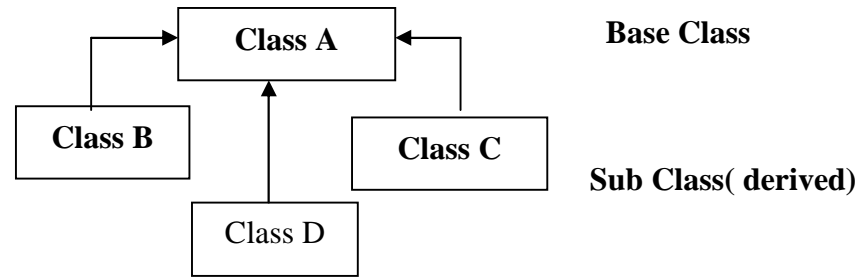 Class A
Base Class
Class B
Class C
Sub Class( derived)
Class D